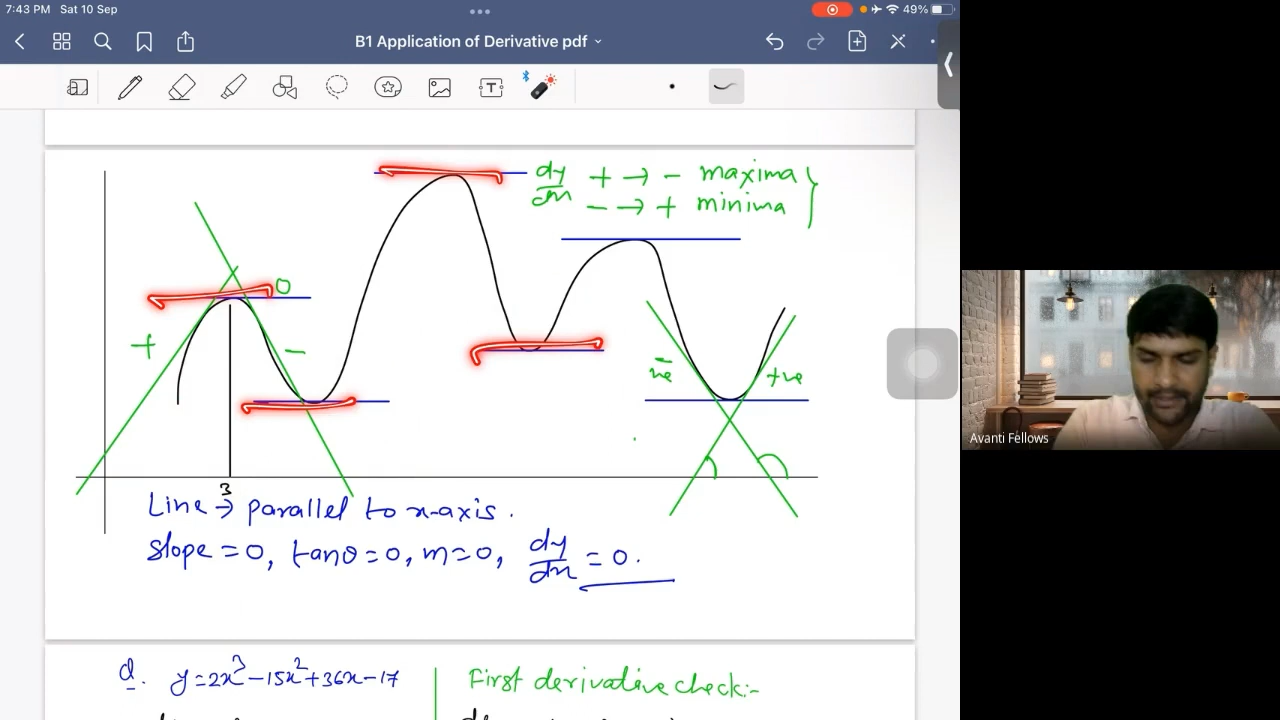 7:43 PM Sat 10 Sep
49%
B1 Application of Derivative pdf
T
dy/dx + → - maxima
- → + minima
0
+
-
-ve
+ve
Avanti Fellows
3
Line → parallel to x-axis.
Slope = 0, tanθ = 0, m = 0, dy/dx = 0.
Q. y = 2x³ - 15x² + 36x - 17
First derivative check:-